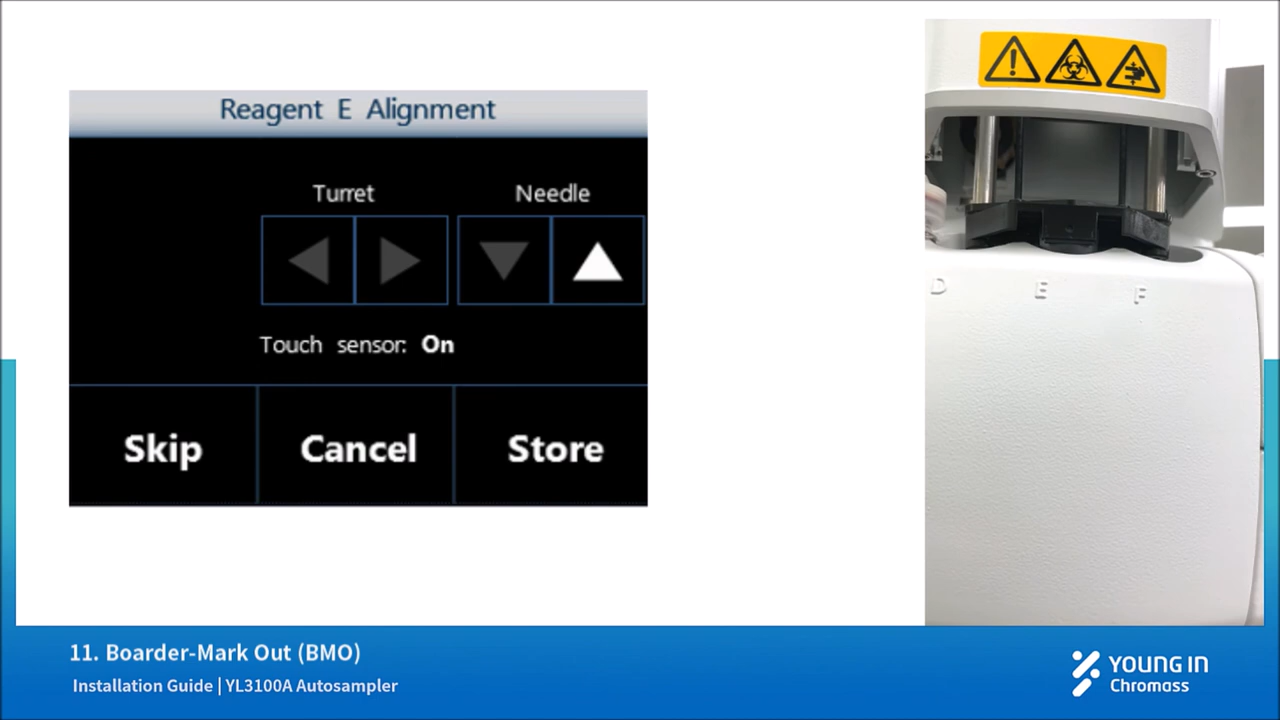 Reagent E Alignment
Turret Needle
Touch sensor: On
Skip Cancel Store
D E F
11. Boarder-Mark Out (BMO)
Installation Guide | YL3100A Autosampler
YOUNG IN
Chromass